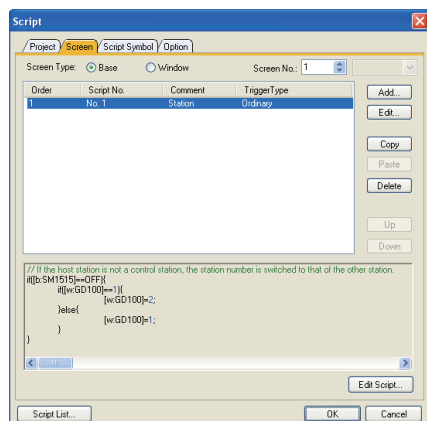 Script
Project Screen Script Symbol Option
Screen Type: Base Window Screen No.: 1
Order Script No. Comment TriggerType
1 No. 1 Station Ordinary
Add...
Edit...
Copy
Paste
Delete
Up
Down
// If the host station is not a control station, the station number is switched to that of the other station.
if([b:SM1515]==OFF){
if([w:GD100]==1){
[w:GD100]=2;
}else{
[w:GD100]=1;
}
}
Edit Script...
Script List... OK Cancel